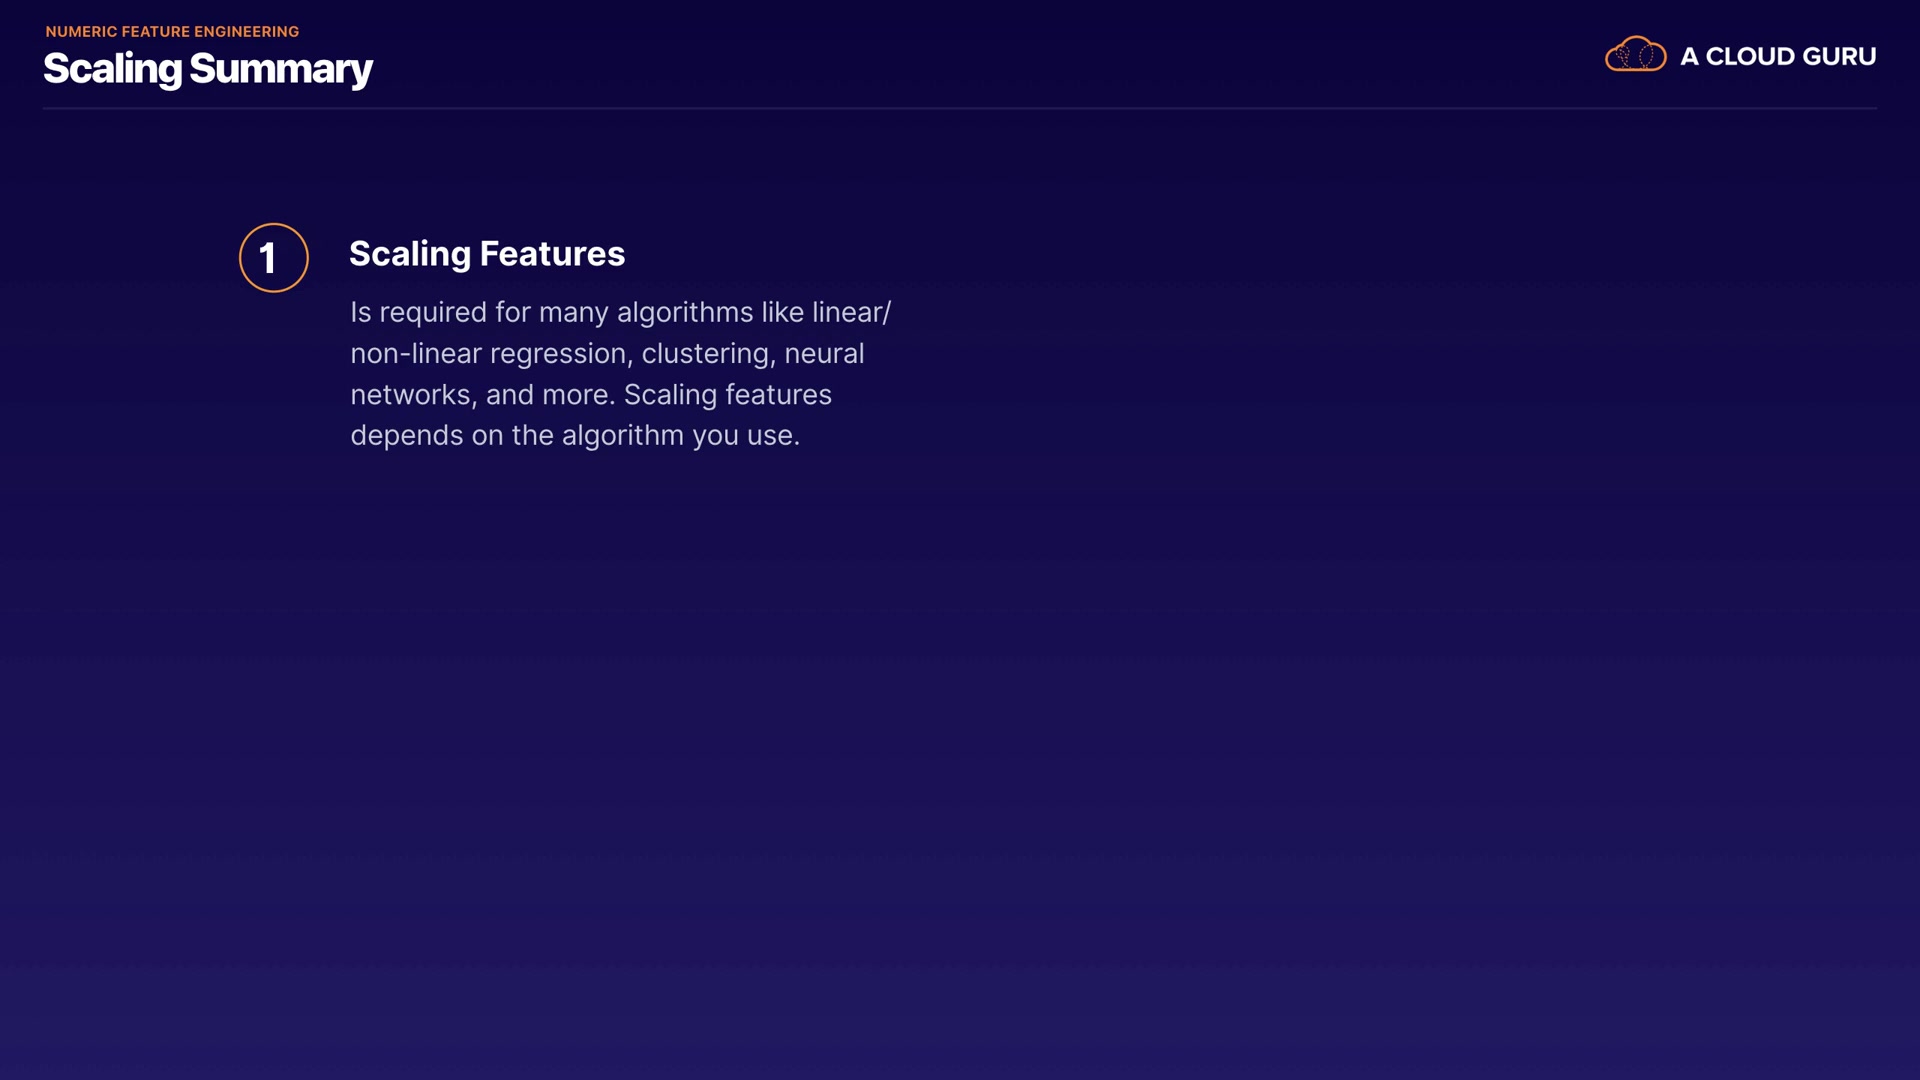 NUMERIC FEATURE ENGINEERING
Scaling Summary
A CLOUD GURU
1
Scaling Features
Is required for many algorithms like linear/
non-linear regression, clustering, neural
networks, and more. Scaling features
depends on the algorithm you use.